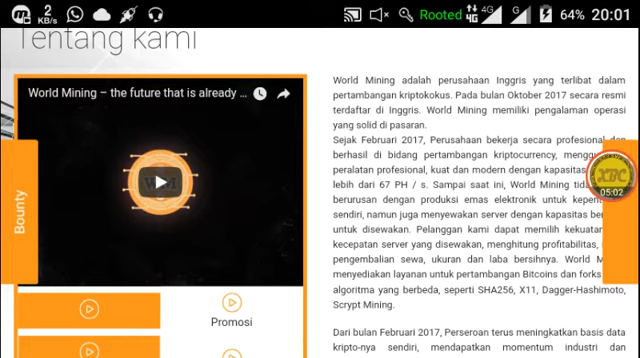 2
KB/s
Rooted
4G
4G
G
64%
20:01
Tentang kami
World Mining – the future that is already ...
WM
Bounty
Promosi
World Mining adalah perusahaan Inggris yang terlibat dalam
pertambangan kriptokokus. Pada bulan Oktober 2017 secara resmi
terdaftar di Inggris. World Mining memiliki pengalaman operasi
yang solid di pasaran.
Sejak Februari 2017, Perusahaan bekerja secara profesional dan
berhasil di bidang pertambangan kriptocurrency,
peralatan profesional, kuat dan modern dengan kapasitas
lebih dari 67 PH / s. Sampai saat ini, World Mining
berurusan dengan produksi emas elektronik untuk
sendiri, namun juga menyewakan server dengan kapasitas
untuk disewakan. Pelanggan kami dapat memilih
kecepatan server yang disewakan, menghitung profitabilitas,
pengembalian sewa, ukuran dan laba bersihnya. World
menyediakan layanan untuk pertambangan Bitcoins dan forks
algoritma yang berbeda, seperti SHA256, X11, Dagger-Hashimoto,
Scrypt Mining.
Dari bulan Februari 2017, Perseroan terus meningkatkan basis data
kripto-nya sendiri, mendapatkan momentum industri dan
XBC
05:02